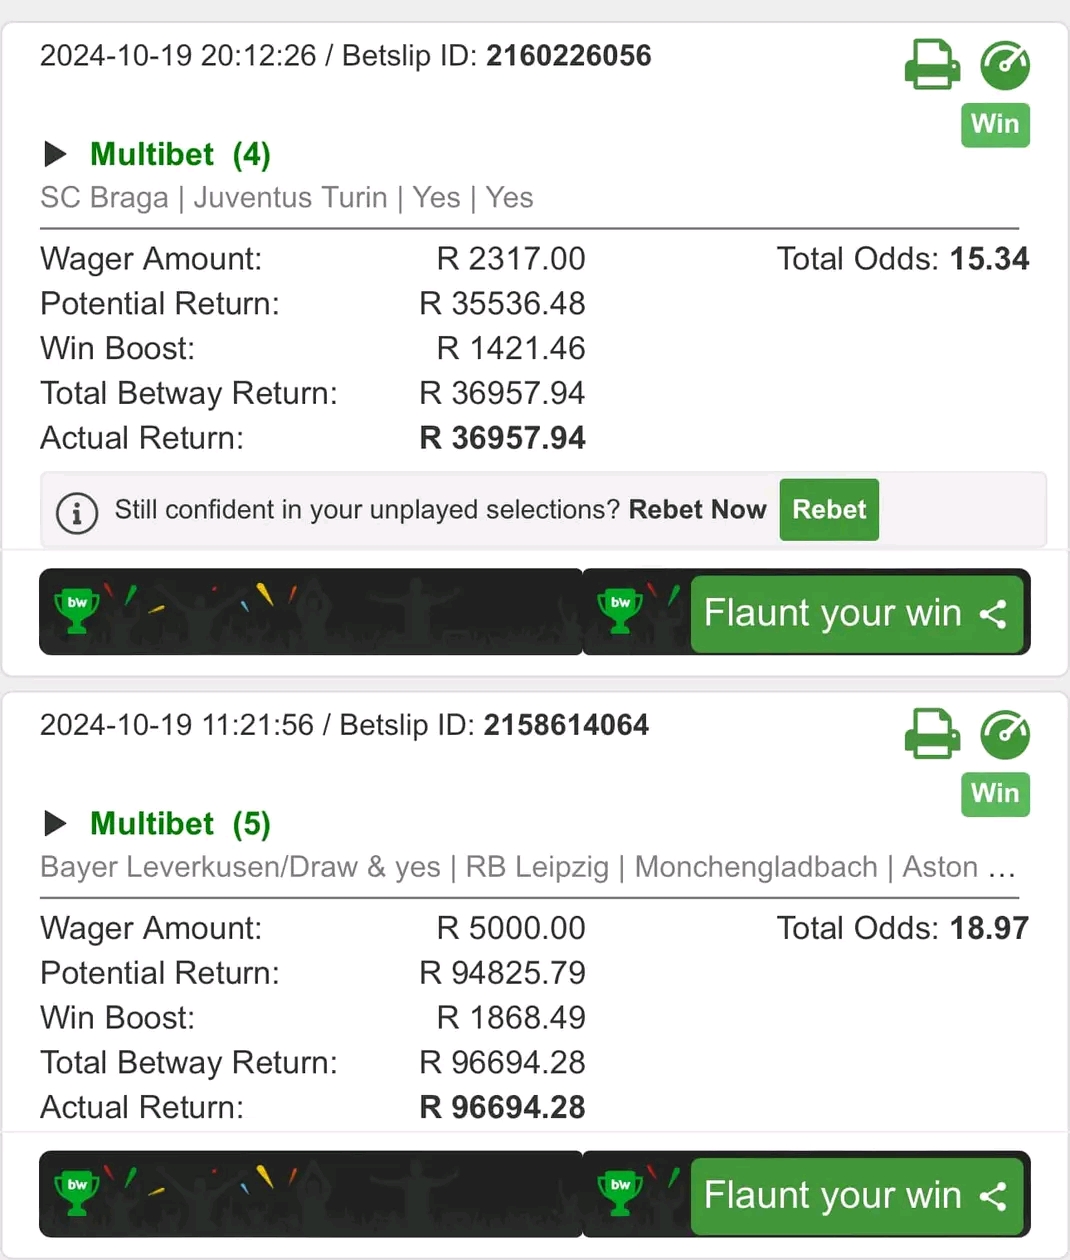 2024-10-19 20:12:26 / Betslip ID: 2160226056
Win
Multibet (4)
SC Braga | Juventus Turin | Yes | Yes
Wager Amount: R 2317.00 Total Odds: 15.34
Potential Return: R 35536.48
Win Boost: R 1421.46
Total Betway Return: R 36957.94
Actual Return: R 36957.94
Still confident in your unplayed selections? Rebet Now Rebet
bw bw Flaunt your win
2024-10-19 11:21:56 / Betslip ID: 2158614064
Win
Multibet (5)
Bayer Leverkusen/Draw & yes | RB Leipzig | Monchengladbach | Aston ...
Wager Amount: R 5000.00 Total Odds: 18.97
Potential Return: R 94825.79
Win Boost: R 1868.49
Total Betway Return: R 96694.28
Actual Return: R 96694.28
bw bw Flaunt your win